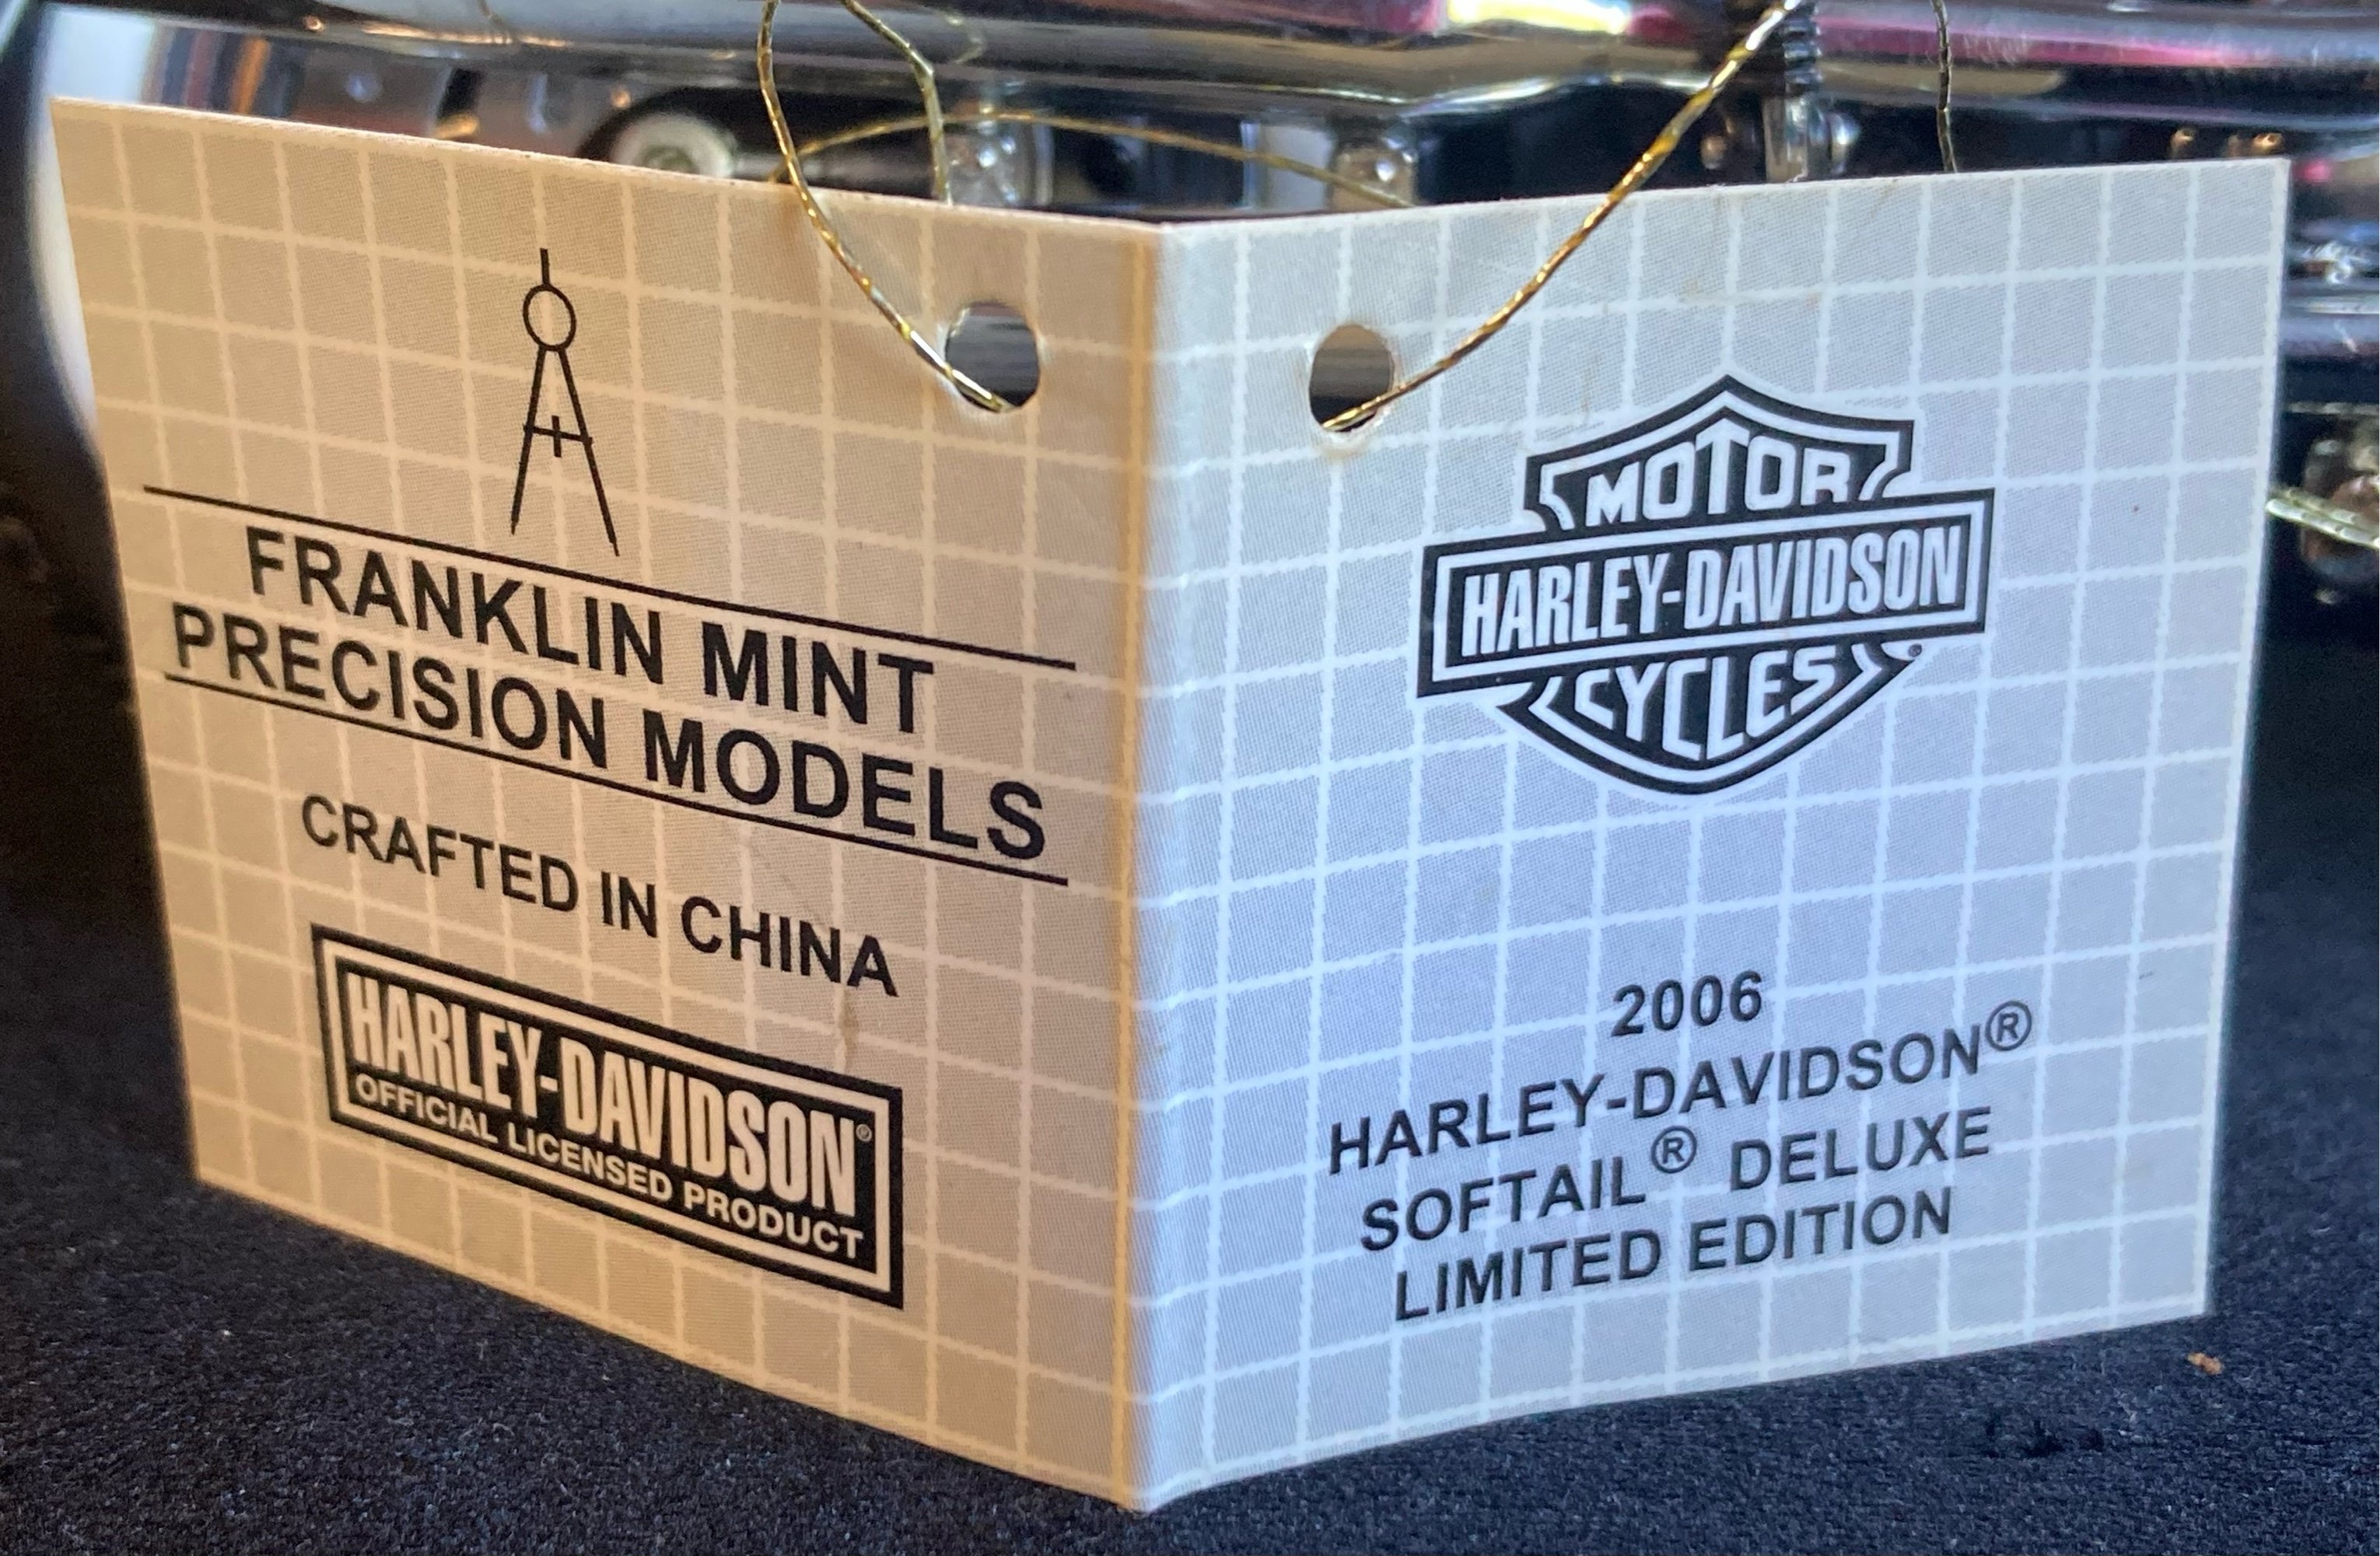 FRANKLIN MINT
PRECISION MODELS
CRAFTED IN CHINA
HARLEY-DAVIDSON®
OFFICIAL LICENSED PRODUCT
MOTOR
HARLEY-DAVIDSON
CYCLES
2006
HARLEY-DAVIDSON®
SOFTAIL® DELUXE
LIMITED EDITION